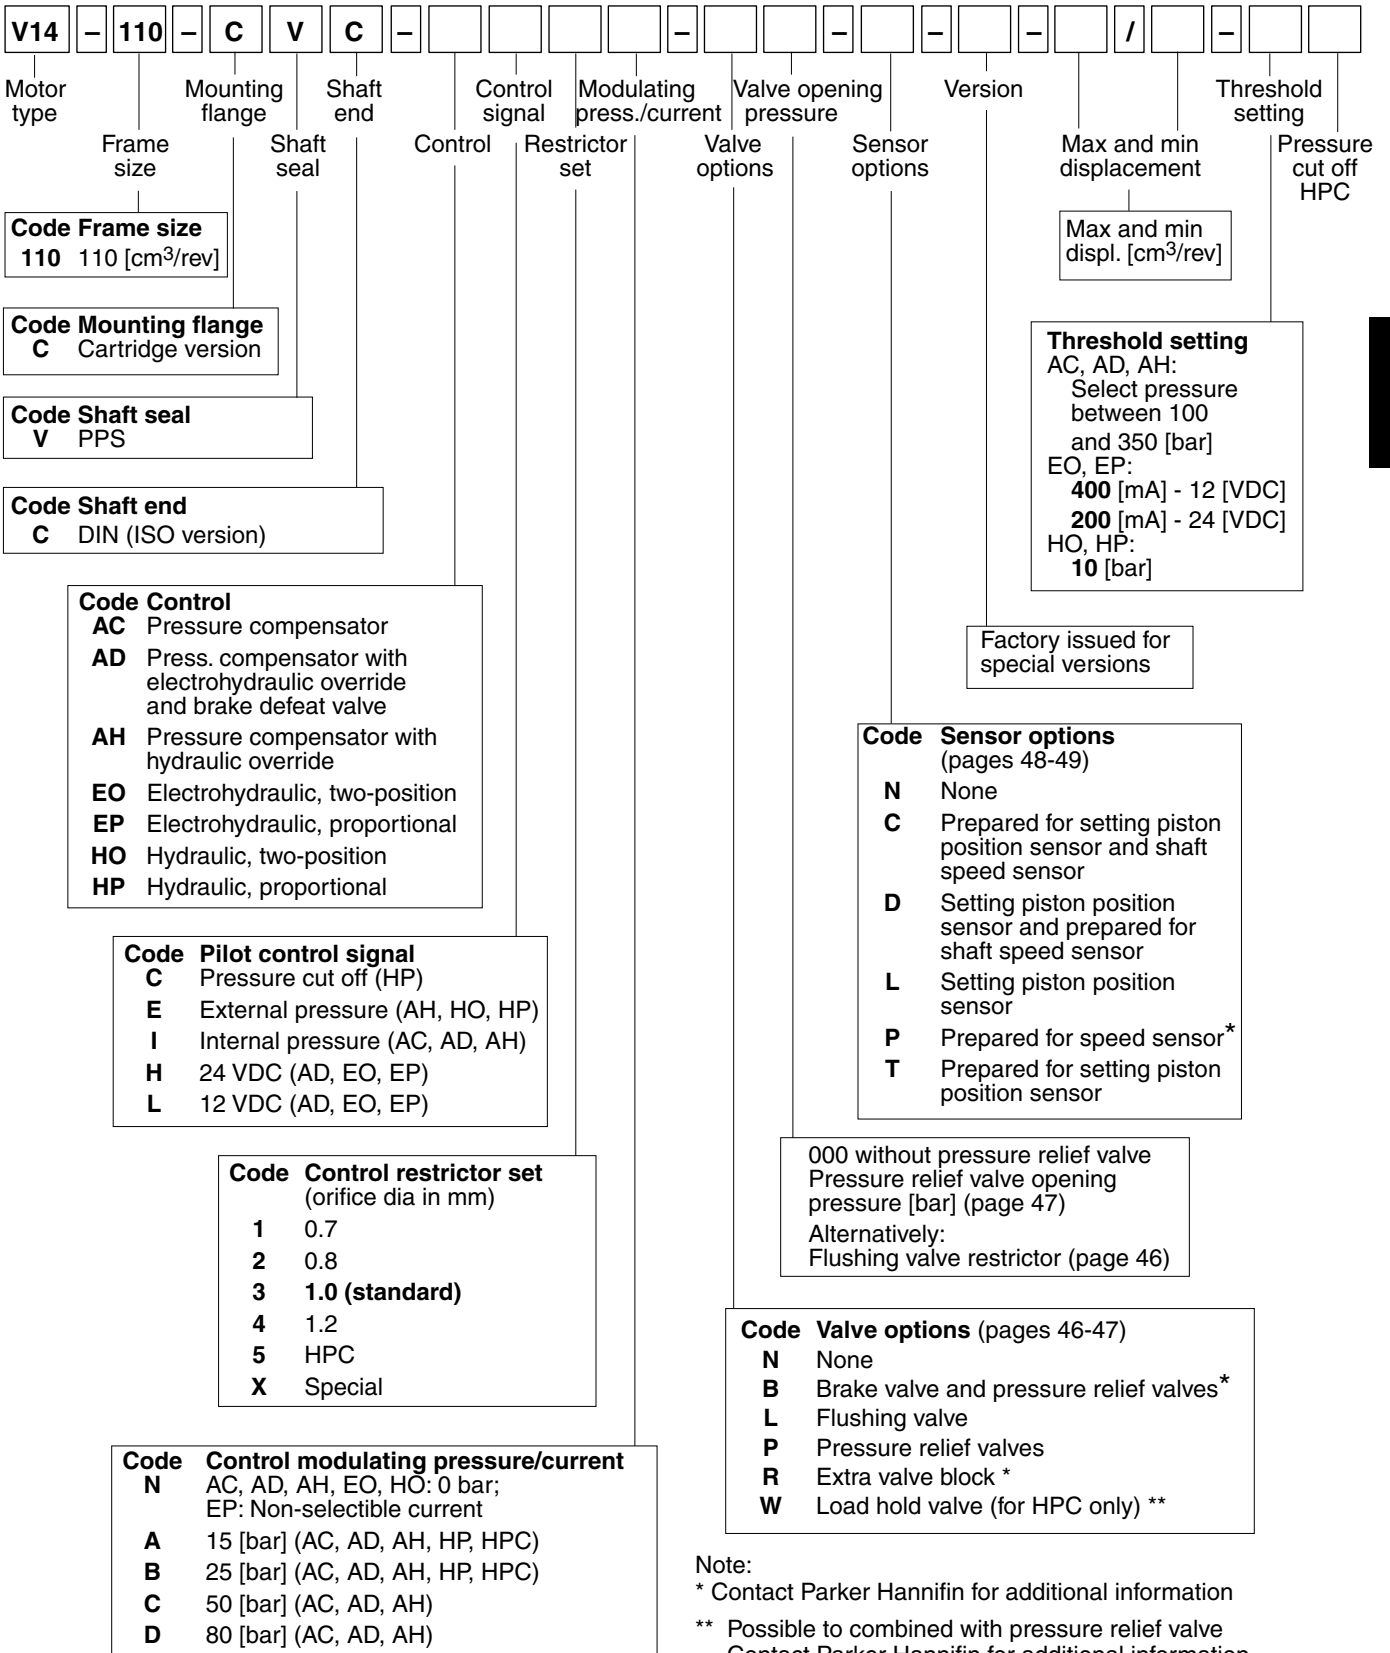 V14 – 110 – C V C – – – – – / –
Motor type
Mounting flange
Shaft end
Control signal
Modulating press./current
Valve opening pressure
Version
Threshold setting
Frame size
Shaft seal
Control
Restrictor set
Valve options
Sensor options
Max and min displacement
Pressure cut off HPC
Code Frame size
110 110 [cm3/rev]
Max and min
displ. [cm3/rev]
Code Mounting flange
C Cartridge version
Code Shaft seal
V PPS
Code Shaft end
C DIN (ISO version)
Threshold setting
AC, AD, AH:
Select pressure
between 100
and 350 [bar]
EO, EP:
400 [mA] - 12 [VDC]
200 [mA] - 24 [VDC]
HO, HP:
10 [bar]
Code Control
AC Pressure compensator
AD Press. compensator with
electrohydraulic override
and brake defeat valve
AH Pressure compensator with
hydraulic override
EO Electrohydraulic, two-position
EP Electrohydraulic, proportional
HO Hydraulic, two-position
HP Hydraulic, proportional
Factory issued for
special versions
Code Sensor options
(pages 48-49)
N None
C Prepared for setting piston
position sensor and shaft
speed sensor
D Setting piston position
sensor and prepared for
shaft speed sensor
L Setting piston position
sensor
P Prepared for speed sensor*
T Prepared for setting piston
position sensor
Code Pilot control signal
C Pressure cut off (HP)
E External pressure (AH, HO, HP)
I Internal pressure (AC, AD, AH)
H 24 VDC (AD, EO, EP)
L 12 VDC (AD, EO, EP)
000 without pressure relief valve
Pressure relief valve opening
pressure [bar] (page 47)
Alternatively:
Flushing valve restrictor (page 46)
Code Control restrictor set
(orifice dia in mm)
1 0.7
2 0.8
3 1.0 (standard)
4 1.2
5 HPC
X Special
Code Valve options (pages 46-47)
N None
B Brake valve and pressure relief valves*
L Flushing valve
P Pressure relief valves
R Extra valve block *
W Load hold valve (for HPC only) **
Code Control modulating pressure/current
N AC, AD, AH, EO, HO: 0 bar;
EP: Non-selectible current
A 15 [bar] (AC, AD, AH, HP, HPC)
B 25 [bar] (AC, AD, AH, HP, HPC)
C 50 [bar] (AC, AD, AH)
D 80 [bar] (AC, AD, AH)
Note:
* Contact Parker Hannifin for additional information
** Possible to combined with pressure relief valve
Contact Parker Hannifin for additional information